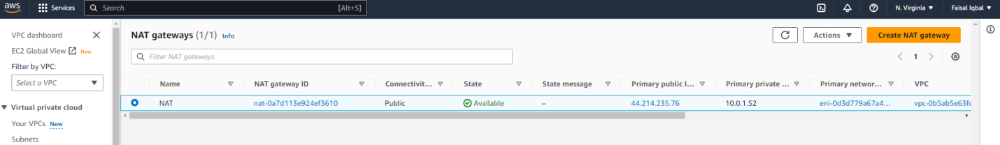 aws Services Search [Alt+S] N. Virginia Faisal Iqbal
VPC dashboard
EC2 Global View New
Filter by VPC:
Select a VPC
Virtual private cloud
Your VPCs New
Subnets
NAT gateways (1/1) Info Actions Create NAT gateway
Filter NAT gateways 1
Name NAT gateway ID Connectivit... State State message Primary public I... Primary private ... Primary networ... VPC
NAT nat-0a7d113e924ef3610 Public Available – 44.214.235.76 10.0.1.52 eni-0d3d779a67a4... vpc-0b5ab5e63fc